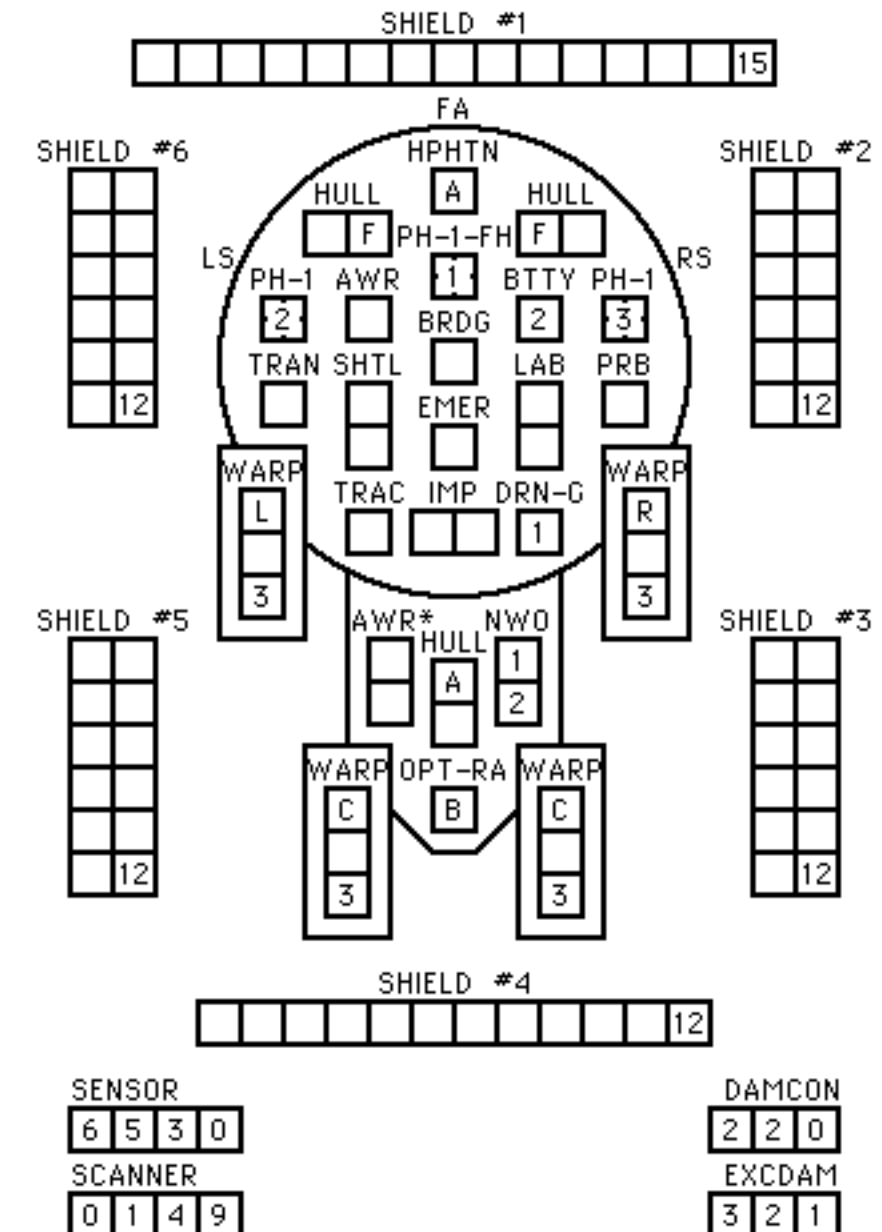 SHIELD #1
15
FA
SHIELD #6
HPHTN
SHIELD #2
A
HULL
HULL
F
PH-1-FH
F
LS
RS
1
PH-1
AWR
BTTY
PH-1
2
BRDG
2
3
TRAN
SHTL
LAB
PRB
12
EMER
12
WARP
WARP
L
TRAC
IMP
DRN-G
R
1
3
3
SHIELD #5
AWR*
NWO
SHIELD #3
HULL
1
A
2
WARP
OPT-RA
WARP
C
B
C
12
12
3
3
SHIELD #4
12
SENSOR
DAMCON
6 5 3 0
2 2 0
SCANNER
EXCDAM
0 1 4 9
3 2 1